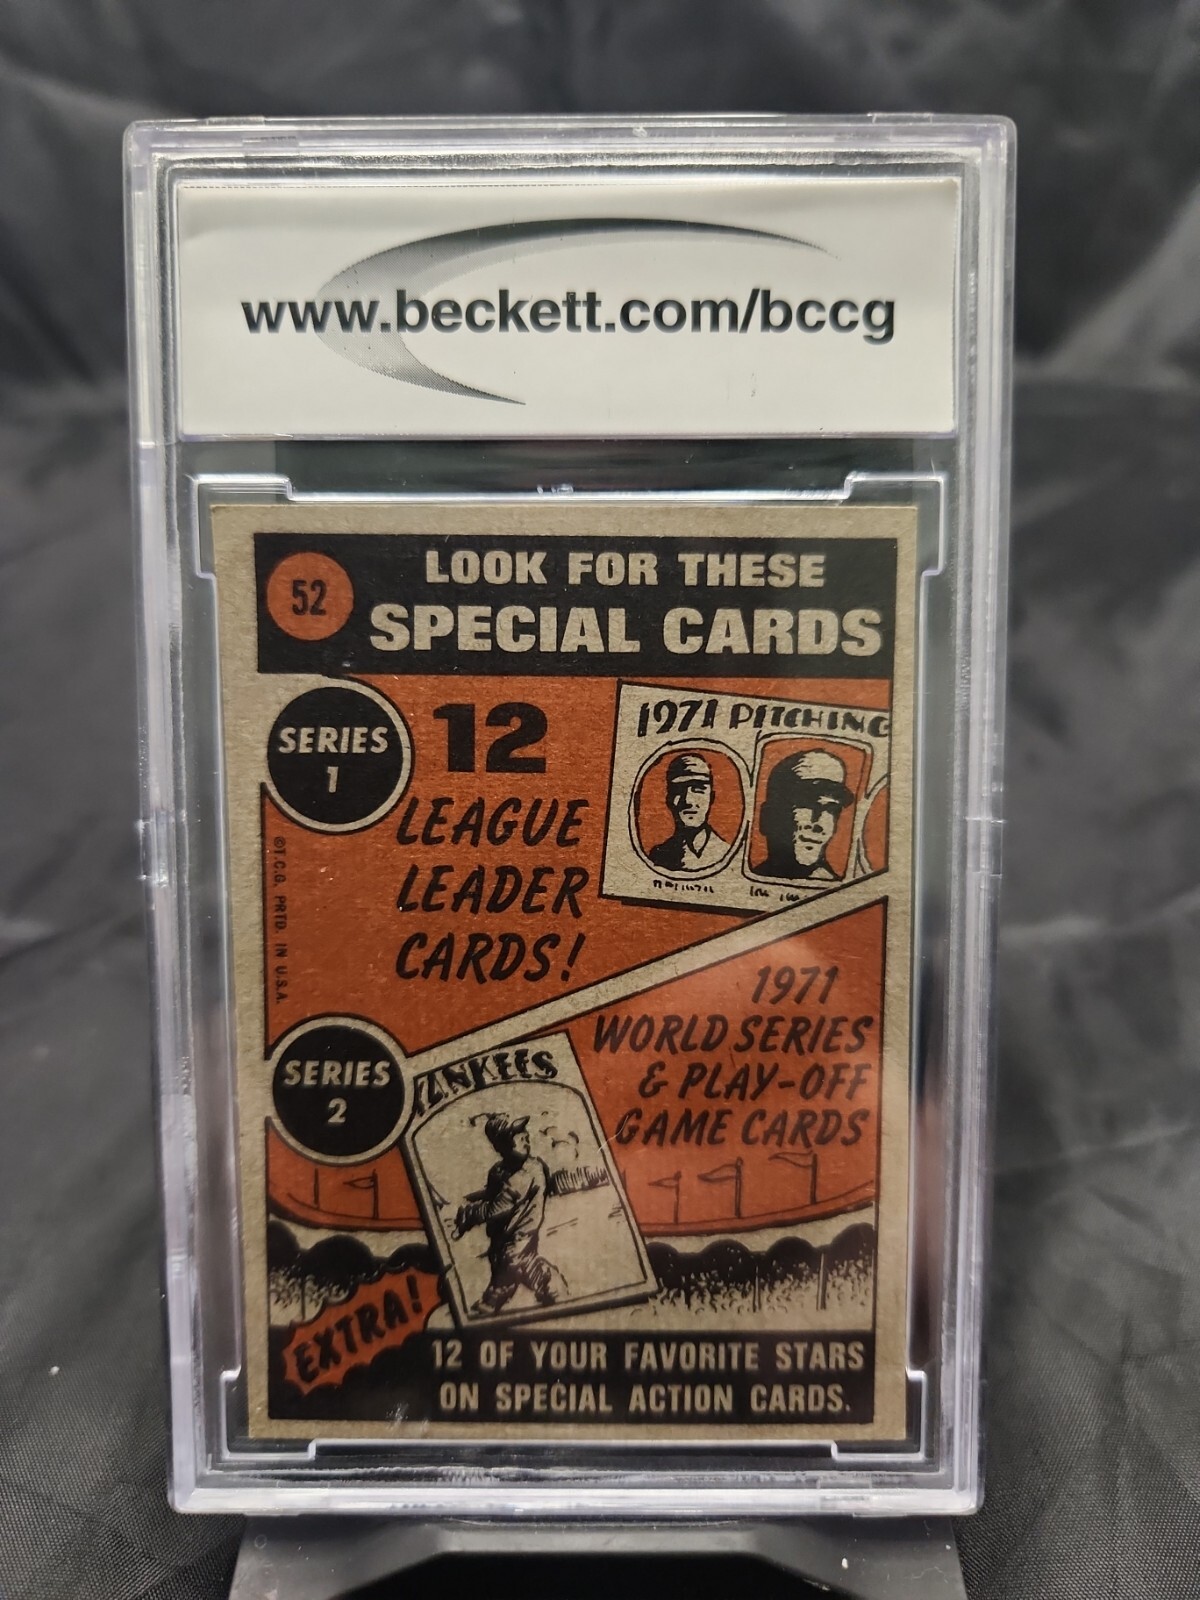 www.beckett.com/bccg
52
LOOK FOR THESE
SPECIAL CARDS
SERIES
1
12
LEAGUE
LEADER
CARDS!
1971 PITCHING
©T.C.G. PRTD. IN U.S.A.
1971
WORLD SERIES
& PLAY-OFF
GAME CARDS
SERIES
2
YANKEES
EXTRA!
12 OF YOUR FAVORITE STARS
ON SPECIAL ACTION CARDS.